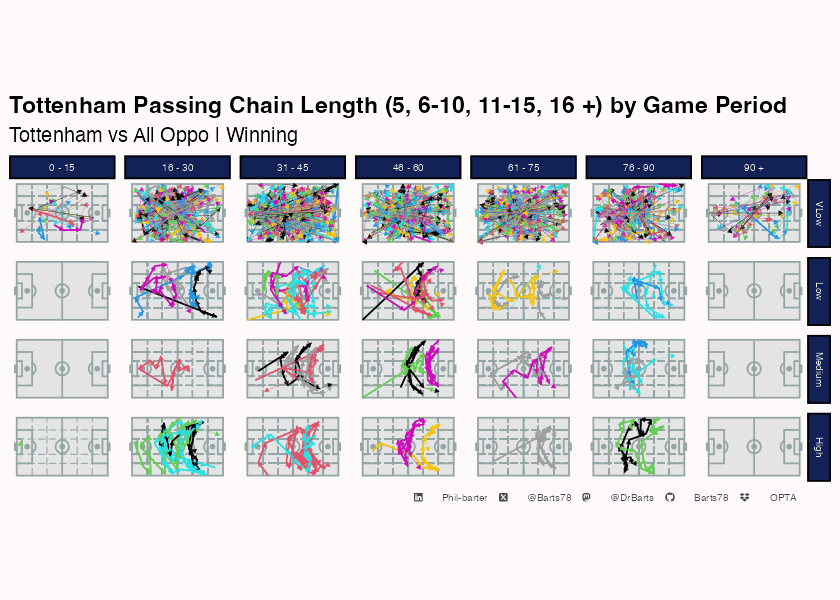 Tottenham Passing Chain Length (5, 6-10, 11-15, 16 +) by Game Period
Tottenham vs All Oppo | Winning
0 - 15 16 - 30 31 - 45 46 - 60 61 - 75 76 - 90 90 +
VLow
Low
Medium
High
Phil-barter @Barts78 @DrBarts Barts78 OPTA